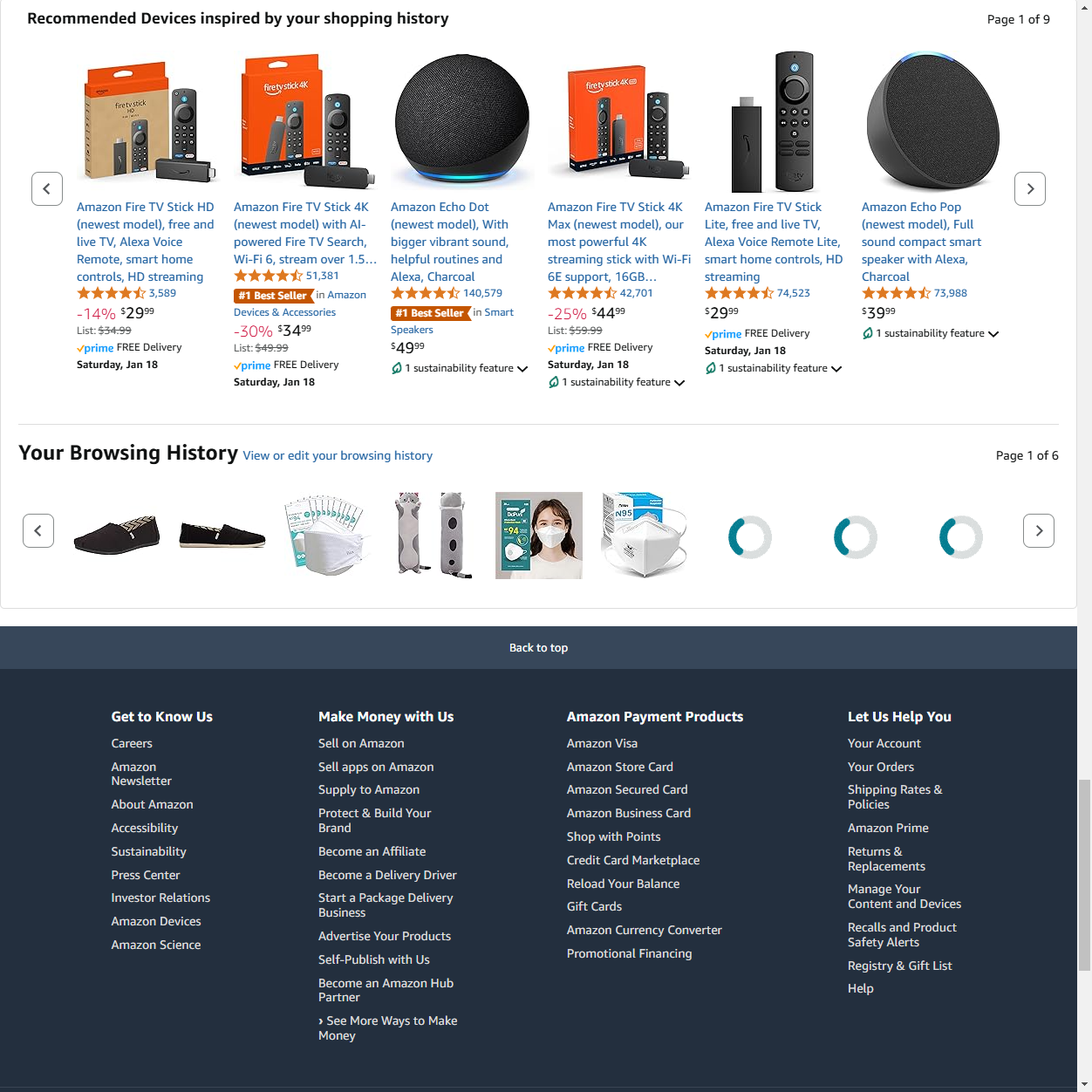 Recommended Devices inspired by your shopping history
Page 1 of 9
Amazon Fire TV Stick HD
(newest model), free and
live TV, Alexa Voice
Remote, smart home
controls, HD streaming
3,589
-14% $2999
List: $34.99
prime FREE Delivery
Saturday, Jan 18
Amazon Fire TV Stick 4K
(newest model) with AI-
powered Fire TV Search,
Wi-Fi 6, stream over 1.5…
51,381
#1 Best Seller in Amazon
Devices & Accessories
-30% $3499
List: $49.99
prime FREE Delivery
Saturday, Jan 18
Amazon Echo Dot
(newest model), With
bigger vibrant sound,
helpful routines and
Alexa, Charcoal
140,579
#1 Best Seller in Smart
Speakers
$4999
1 sustainability feature
Amazon Fire TV Stick 4K
Max (newest model), our
most powerful 4K
streaming stick with Wi-Fi
6E support, 16GB…
42,701
-25% $4499
List: $59.99
prime FREE Delivery
Saturday, Jan 18
1 sustainability feature
Amazon Fire TV Stick
Lite, free and live TV,
Alexa Voice Remote Lite,
smart home controls, HD
streaming
74,523
$2999
prime FREE Delivery
Saturday, Jan 18
1 sustainability feature
Amazon Echo Pop
(newest model), Full
sound compact smart
speaker with Alexa,
Charcoal
73,988
$3999
1 sustainability feature
Your Browsing History View or edit your browsing history
Page 1 of 6
N95
Back to top
Get to Know Us
Careers
Amazon
Newsletter
About Amazon
Accessibility
Sustainability
Press Center
Investor Relations
Amazon Devices
Amazon Science
Make Money with Us
Sell on Amazon
Sell apps on Amazon
Supply to Amazon
Protect & Build Your
Brand
Become an Affiliate
Become a Delivery Driver
Start a Package Delivery
Business
Advertise Your Products
Self-Publish with Us
Become an Amazon Hub
Partner
› See More Ways to Make
Money
Amazon Payment Products
Amazon Visa
Amazon Store Card
Amazon Secured Card
Amazon Business Card
Shop with Points
Credit Card Marketplace
Reload Your Balance
Gift Cards
Amazon Currency Converter
Promotional Financing
Let Us Help You
Your Account
Your Orders
Shipping Rates &
Policies
Amazon Prime
Returns &
Replacements
Manage Your
Content and Devices
Recalls and Product
Safety Alerts
Registry & Gift List
Help